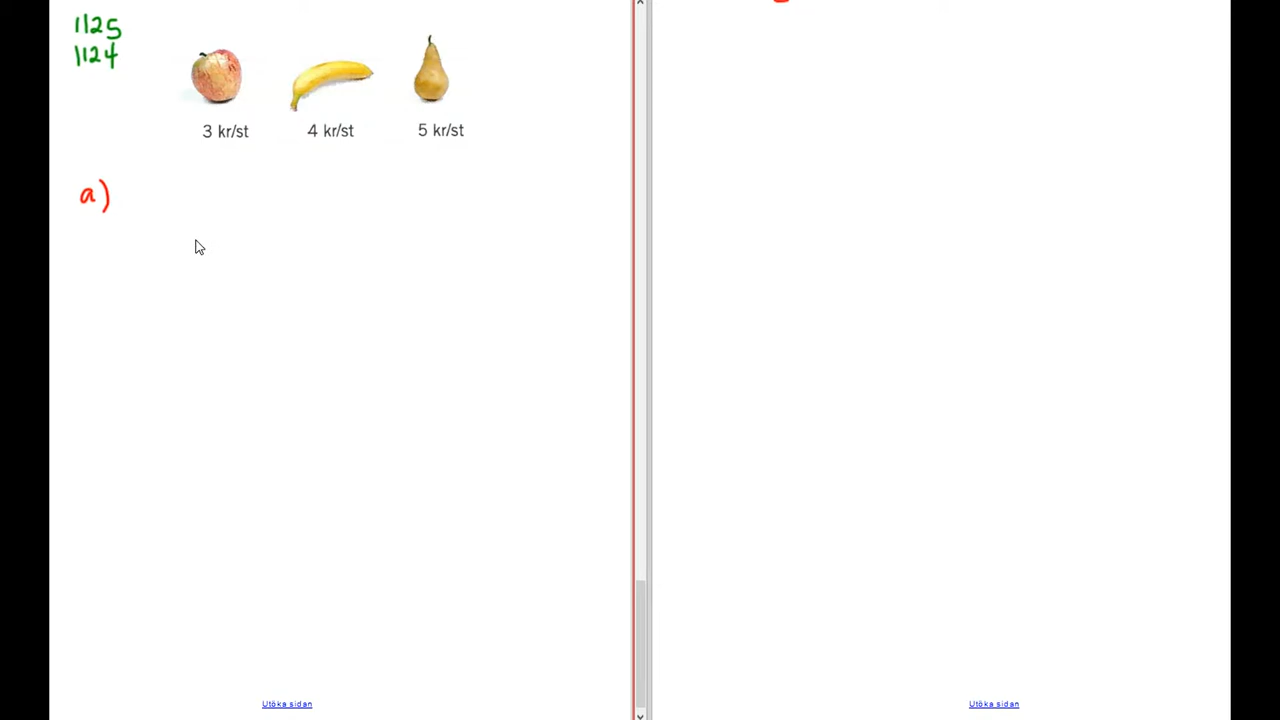 1125
1124
3 kr/st 4 kr/st 5 kr/st
a)
Utöka sidan Utöka sidan